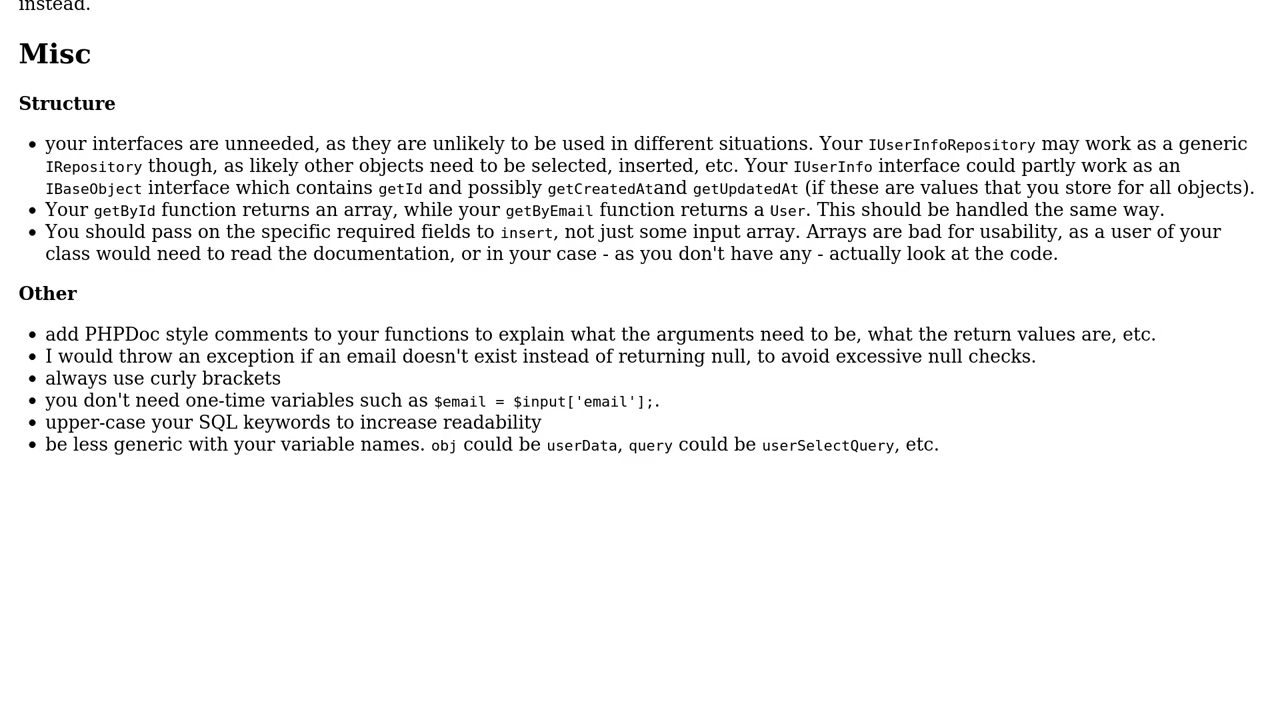 instead.
Misc
Structure
• your interfaces are unneeded, as they are unlikely to be used in different situations. Your IUserInfoRepository may work as a generic
IRepository though, as likely other objects need to be selected, inserted, etc. Your IUserInfo interface could partly work as an
IBaseObject interface which contains getId and possibly getCreatedAtand getUpdatedAt (if these are values that you store for all objects).
• Your getById function returns an array, while your getByEmail function returns a User. This should be handled the same way.
• You should pass on the specific required fields to insert, not just some input array. Arrays are bad for usability, as a user of your
class would need to read the documentation, or in your case - as you don't have any - actually look at the code.
Other
• add PHPDoc style comments to your functions to explain what the arguments need to be, what the return values are, etc.
• I would throw an exception if an email doesn't exist instead of returning null, to avoid excessive null checks.
• always use curly brackets
• you don't need one-time variables such as $email = $input['email'];.
• upper-case your SQL keywords to increase readability
• be less generic with your variable names. obj could be userData, query could be userSelectQuery, etc.